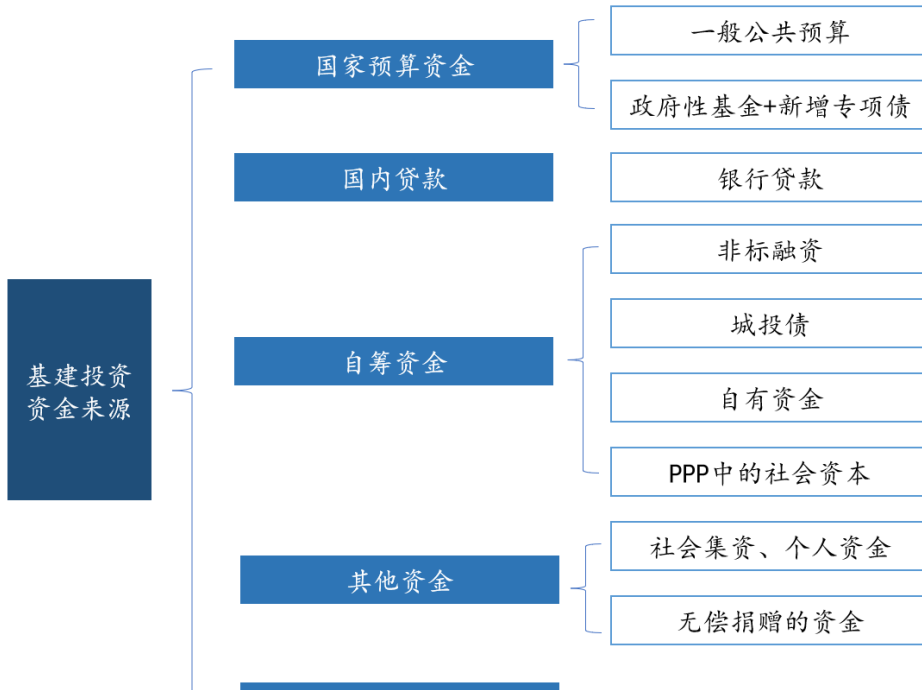 基建投资
资金来源
国家预算资金
一般公共预算
政府性基金+新增专项债
国内贷款
银行贷款
自筹资金
非标融资
城投债
自有资金
PPP中的社会资本
其他资金
社会集资、个人资金
无偿捐赠的资金